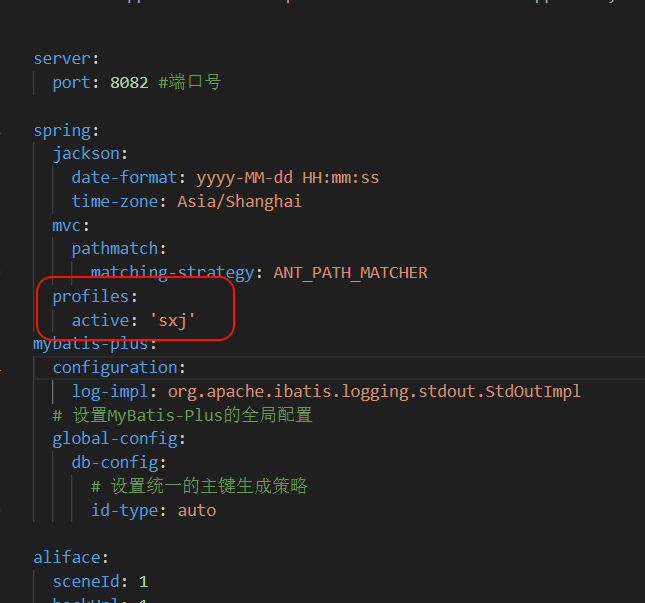 server:
  port: 8082 #端口号
spring:
  jackson:
    date-format: yyyy-MM-dd HH:mm:ss
    time-zone: Asia/Shanghai
  mvc:
    pathmatch:
      matching-strategy: ANT_PATH_MATCHER
  profiles:
    active: 'sxj'
mybatis-plus:
  configuration:
    log-impl: org.apache.ibatis.logging.stdout.StdOutImpl
  # 设置MyBatis-Plus的全局配置
  global-config:
    db-config:
      # 设置统一的主键生成策略
      id-type: auto
aliface:
  sceneId: 1